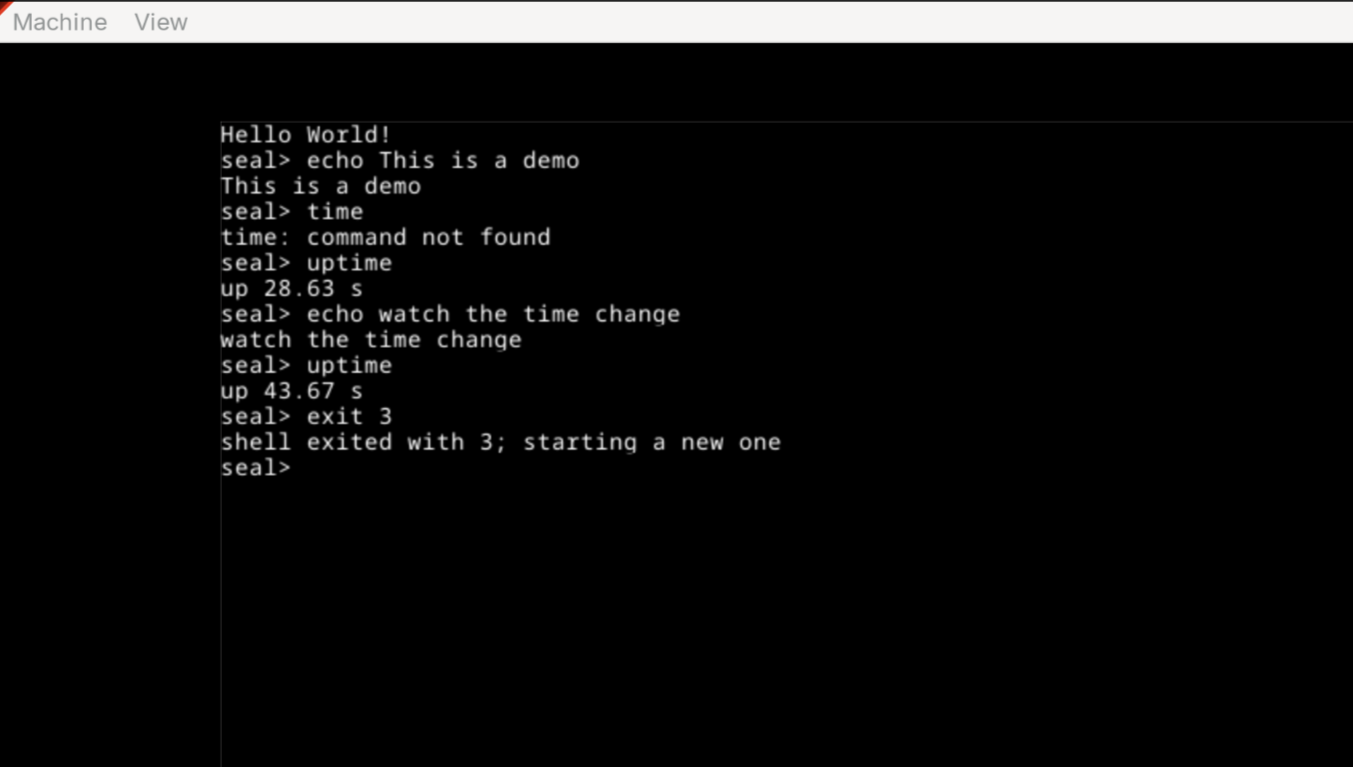 Machine View
Hello World!
seal> echo This is a demo
This is a demo
seal> time
time: command not found
seal> uptime
up 28.63 s
seal> echo watch the time change
watch the time change
seal> uptime
up 43.67 s
seal> exit 3
shell exited with 3; starting a new one
seal>